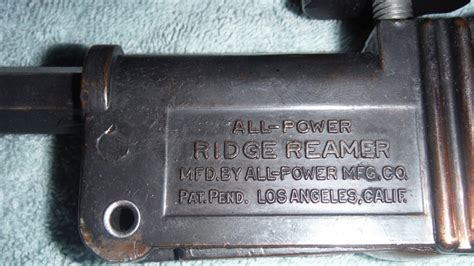 ALL-POWER
RIDGE REAMER
MFD. BY ALL-POWER MFG. CO.
PAT. PEND. LOS ANGELES, CALIF.